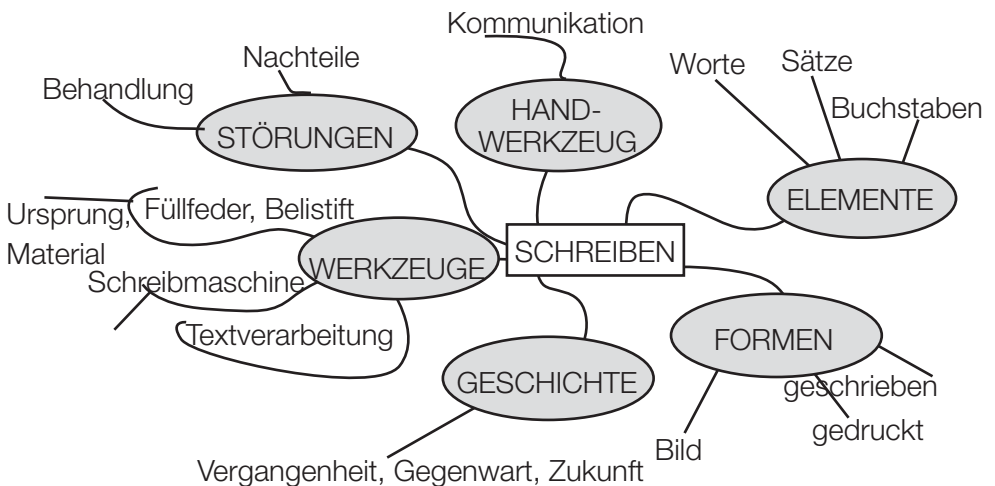 Kommunikation
Nachteile
Worte
Sätze
Behandlung
Buchstaben
STÖRUNGEN
HAND-
WERKZEUG
ELEMENTE
Ursprung,
Material
Füllfeder, Belistift
SCHREIBEN
WERKZEUGE
Schreibmaschine
Textverarbeitung
FORMEN
GESCHICHTE
geschrieben
gedruckt
Bild
Vergangenheit, Gegenwart, Zukunft